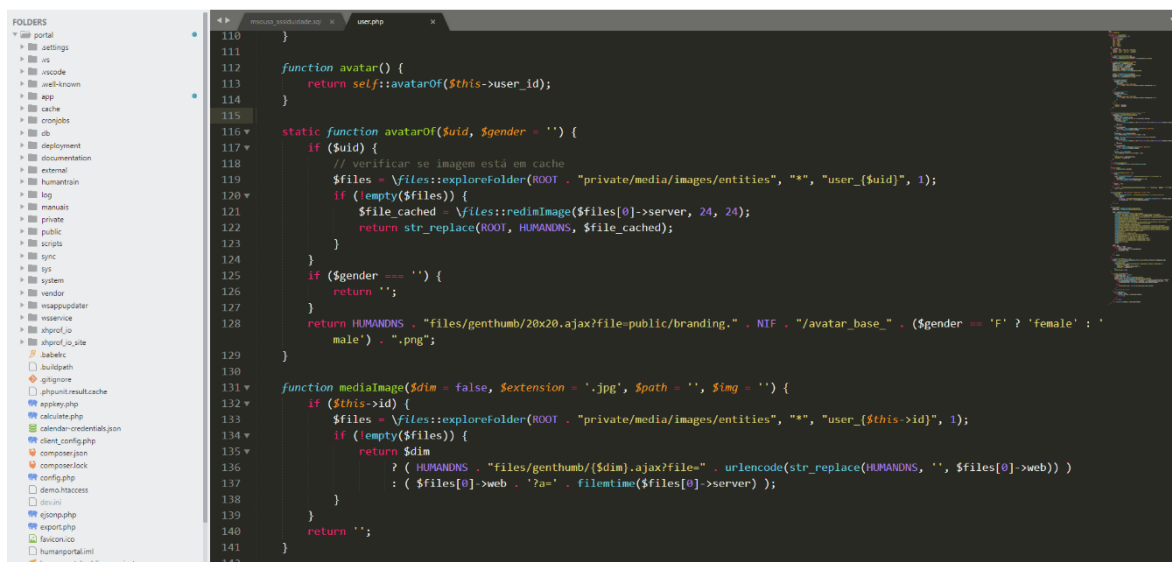 FOLDERS
portal
.settings
.vs
.vscode
.well-known
app
cache
cronjobs
db
deployment
documentation
external
humantrain
log
manuais
private
public
scripts
sync
sys
system
vendor
wsappupdater
wsservice
xhprof_io
xhprof_io_site
.babelrc
.buildpath
.gitignore
.phpunit.result.cache
appkey.php
calculate.php
calendar-credentials.json
client_config.php
composer.json
composer.lock
config.php
demo.htaccess
dev.ini
ejsonp.php
export.php
favicon.ico
humanportal.iml
rmsousa_assiduidade.sql ×
user.php ×
110 }
111
112 function avatar() {
113 return self::avatarOf($this->user_id);
114 }
115
116 static function avatarOf($uid, $gender = '') {
117 if ($uid) {
118 // verificar se imagem está em cache
119 $files = \files::exploreFolder(ROOT . "private/media/images/entities", "*", "user_{$uid}", 1);
120 if (!empty($files)) {
121 $file_cached = \files::redimImage($files[0]->server, 24, 24);
122 return str_replace(ROOT, HUMANDNS, $file_cached);
123 }
124 }
125 if ($gender === '') {
126 return '';
127 }
128 return HUMANDNS . "files/genthumb/20x20.ajax?file=public/branding." . NIF . "/avatar_base_" . ($gender == 'F' ? 'female' : '
male') . ".png";
129 }
130
131 function mediaImage($dim = false, $extension = '.jpg', $path = '', $img = '') {
132 if ($this->id) {
133 $files = \files::exploreFolder(ROOT . "private/media/images/entities", "*", "user_{$this->id}", 1);
134 if (!empty($files)) {
135 return $dim
136 ? ( HUMANDNS . "files/genthumb/{$dim}.ajax?file=" . urlencode(str_replace(HUMANDNS, '', $files[0]->web)) )
137 : ( $files[0]->web . '?a=' . filemtime($files[0]->server) );
138 }
139 }
140 return '';
141 }